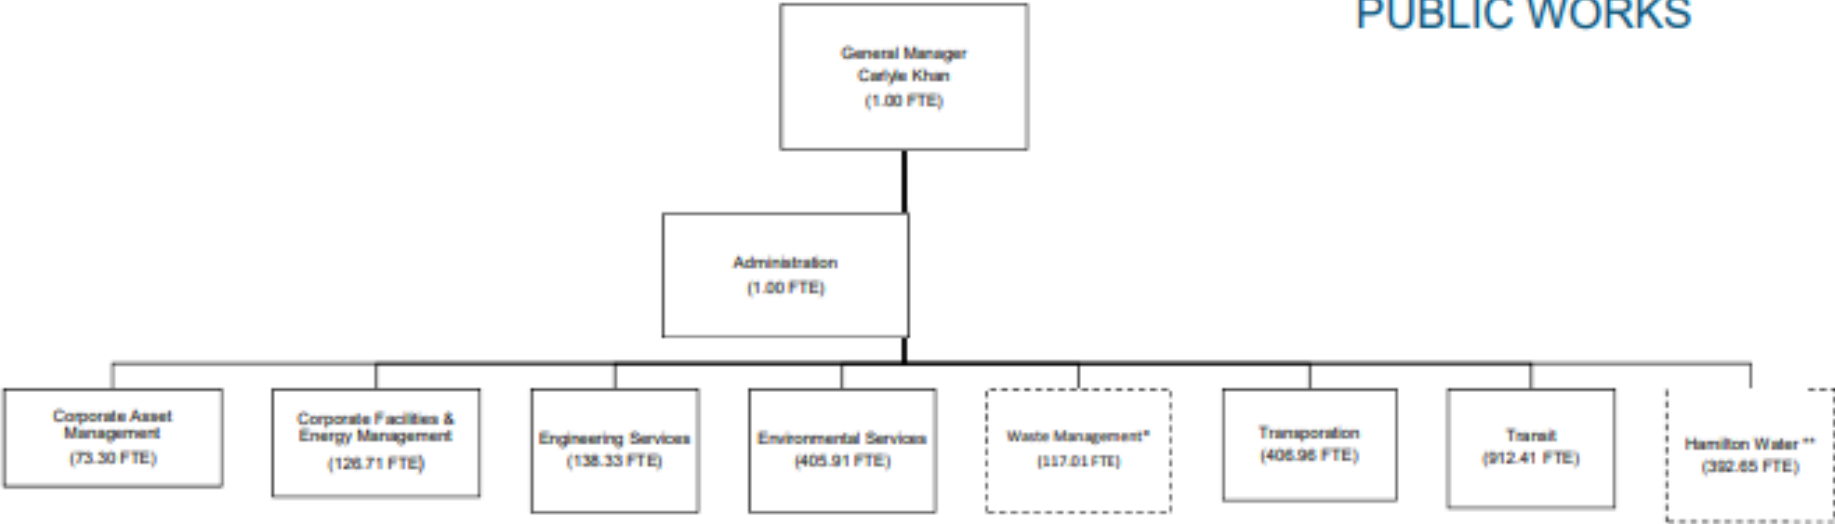 PUBLIC WORKS
General Manager
Carlyle Khan
(1.00 FTE)
Administration
(1.00 FTE)
Corporate Asset
Management
(73.30 FTE)
Corporate Facilities &
Energy Management
(126.71 FTE)
Engineering Services
(138.33 FTE)
Environmental Services
(405.91 FTE)
Waste Management*
(117.01 FTE)
Transporation
(406.96 FTE)
Transit
(912.41 FTE)
Hamilton Water **
(392.65 FTE)